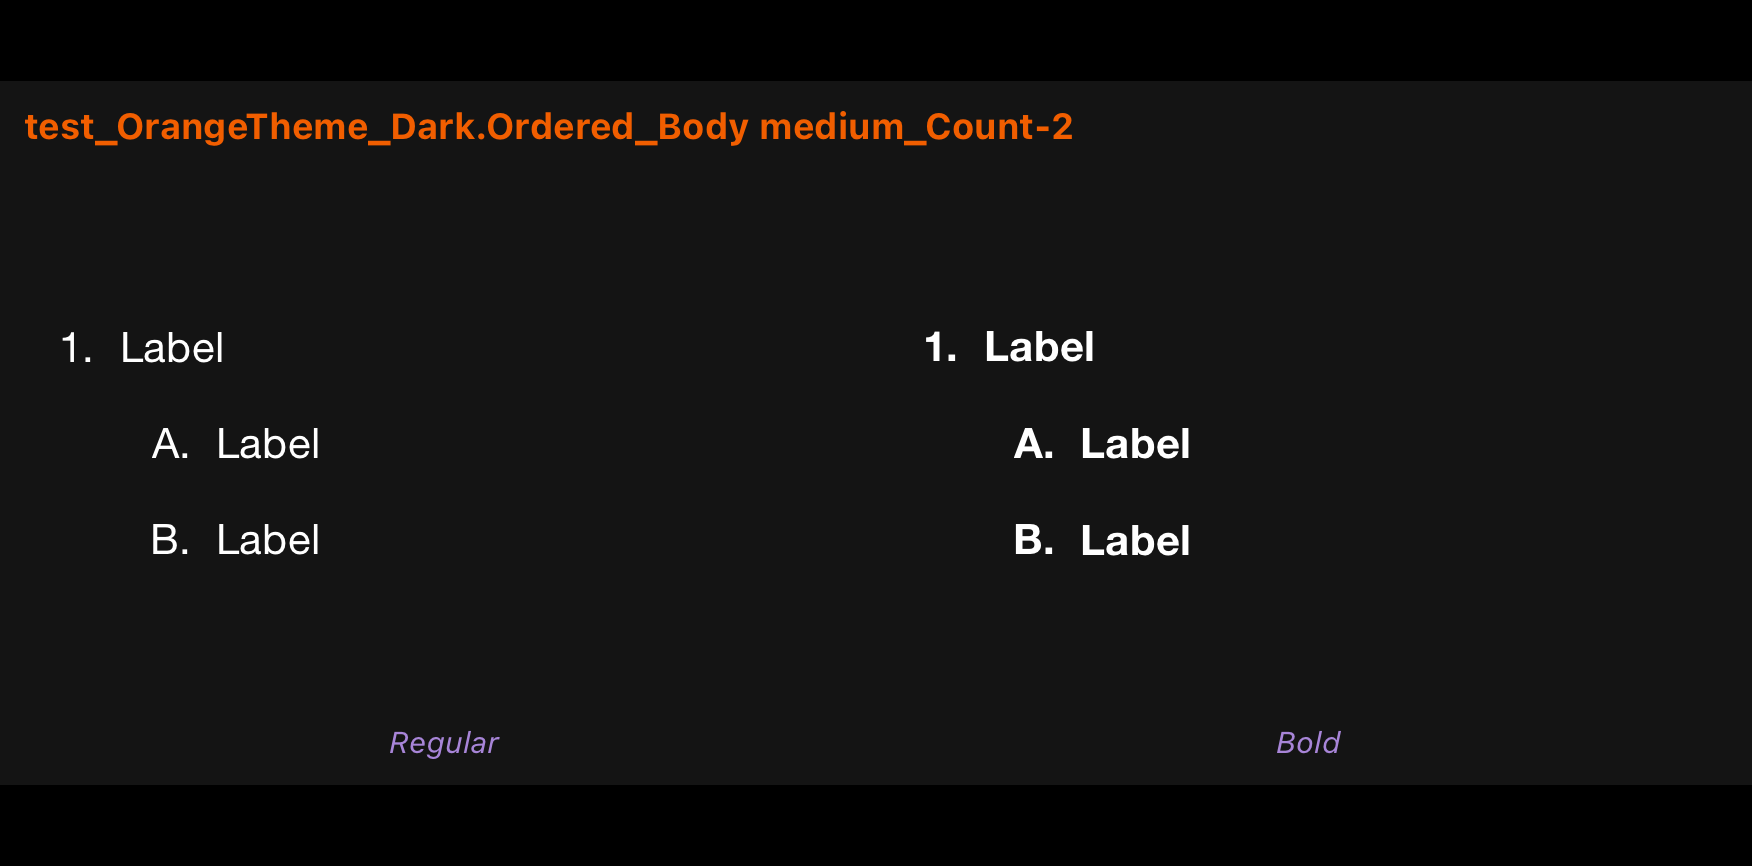 test_OrangeTheme_Dark.Ordered_Body medium_Count-2
1. Label
A. Label
B. Label
Regular
1. Label
A. Label
B. Label
Bold